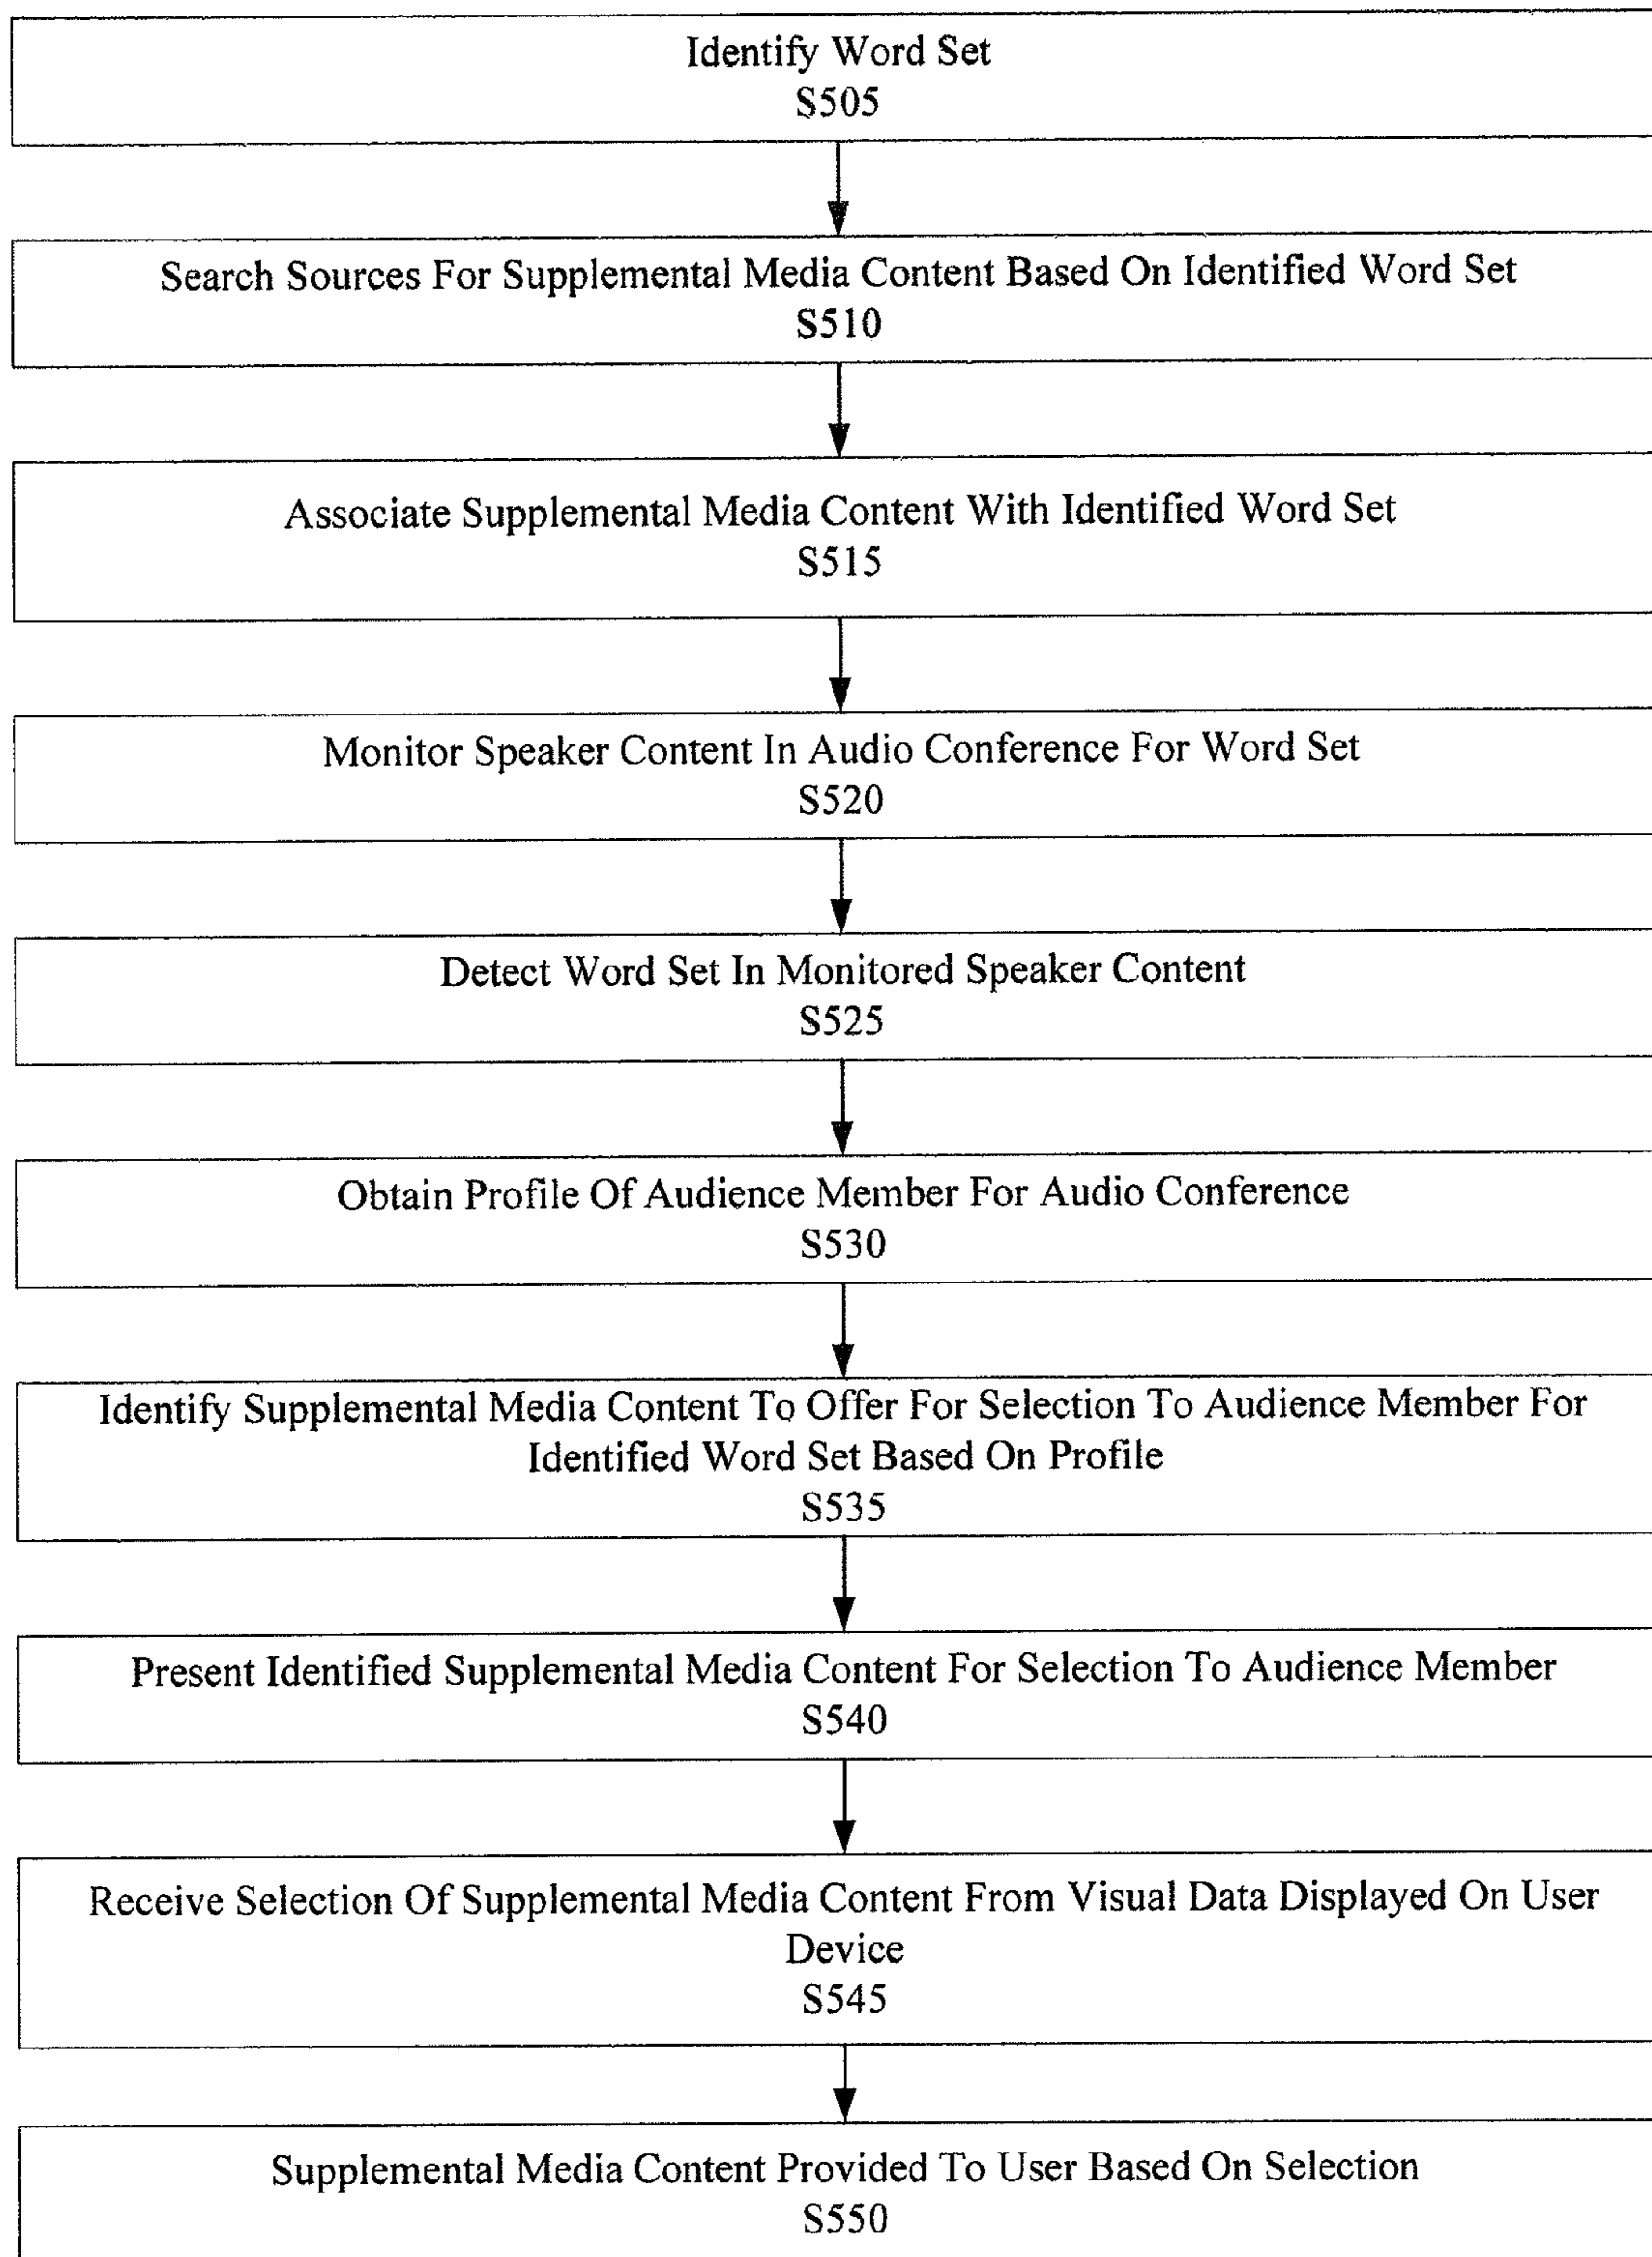 Identify Word Set
S505
Search Sources For Supplemental Media Content Based On Identified Word Set
S510
Associate Supplemental Media Content With Identified Word Set
S515
Monitor Speaker Content In Audio Conference For Word Set
S520
Detect Word Set In Monitored Speaker Content
S525
Obtain Profile Of Audience Member For Audio Conference
S530
Identify Supplemental Media Content To Offer For Selection To Audience Member For
Identified Word Set Based On Profile
S535
Present Identified Supplemental Media Content For Selection To Audience Member
S540
Receive Selection Of Supplemental Media Content From Visual Data Displayed On User
Device
S545
Supplemental Media Content Provided To User Based On Selection
S550